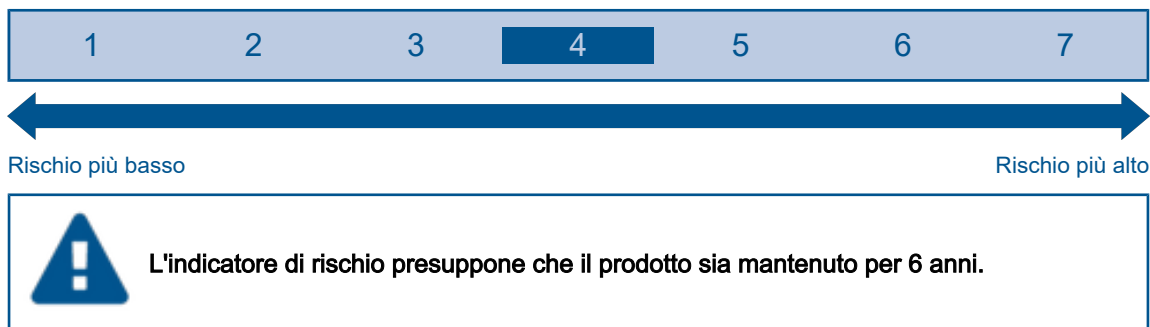 1 2 3 4 5 6 7
Rischio più basso Rischio più alto
L'indicatore di rischio presuppone che il prodotto sia mantenuto per 6 anni.